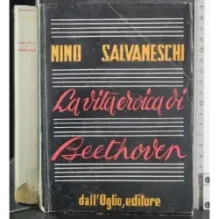 NINO SALVANESCHI
La vita eroica di
Beethoven
dall'Oglio, editore